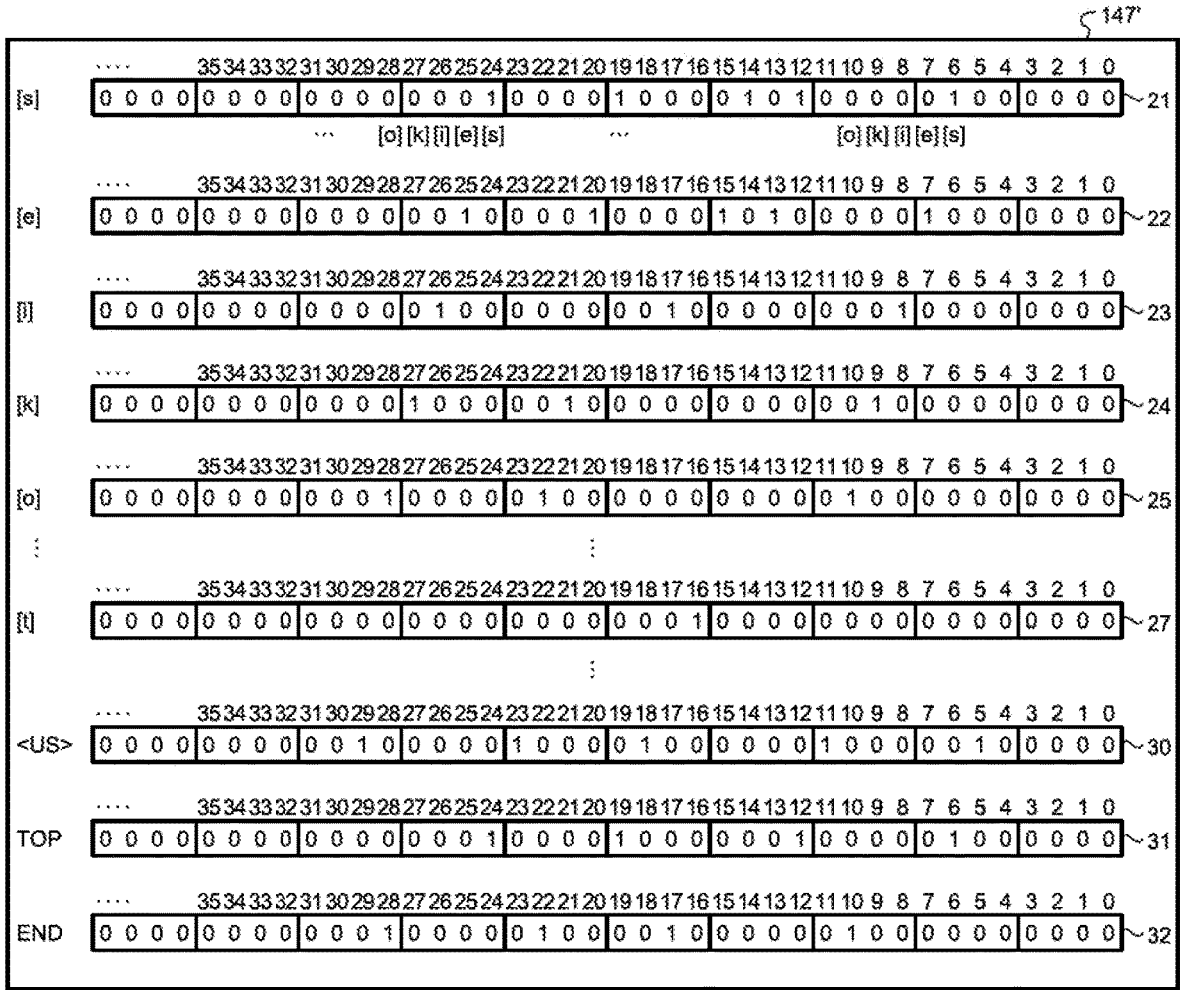 147'
···· 35 34 33 32 31 30 29 28 27 26 25 24 23 22 21 20 19 18 17 16 15 14 13 12 11 10 9 8 7 6 5 4 3 2 1 0
[s] 0 0 0 0 0 0 0 0 0 0 0 0 0 0 0 1 0 0 0 0 1 0 0 0 0 1 0 1 0 0 0 0 0 1 0 0 0 0 0 0 21
··· [o] [k] [i] [e] [s] ··· [o] [k] [i] [e] [s]
···· 35 34 33 32 31 30 29 28 27 26 25 24 23 22 21 20 19 18 17 16 15 14 13 12 11 10 9 8 7 6 5 4 3 2 1 0
[e] 0 0 0 0 0 0 0 0 0 0 0 0 0 0 1 0 0 0 0 1 0 0 0 0 1 0 1 0 0 0 0 0 1 0 0 0 0 0 0 0 22
···· 35 34 33 32 31 30 29 28 27 26 25 24 23 22 21 20 19 18 17 16 15 14 13 12 11 10 9 8 7 6 5 4 3 2 1 0
[i] 0 0 0 0 0 0 0 0 0 0 0 0 0 1 0 0 0 0 0 0 0 0 1 0 0 0 0 0 0 0 0 1 0 0 0 0 0 0 0 0 23
···· 35 34 33 32 31 30 29 28 27 26 25 24 23 22 21 20 19 18 17 16 15 14 13 12 11 10 9 8 7 6 5 4 3 2 1 0
[k] 0 0 0 0 0 0 0 0 0 0 0 0 1 0 0 0 0 0 1 0 0 0 0 0 0 0 0 0 0 0 1 0 0 0 0 0 0 0 0 0 24
···· 35 34 33 32 31 30 29 28 27 26 25 24 23 22 21 20 19 18 17 16 15 14 13 12 11 10 9 8 7 6 5 4 3 2 1 0
[o] 0 0 0 0 0 0 0 0 0 0 0 1 0 0 0 0 0 1 0 0 0 0 0 0 0 0 0 0 0 1 0 0 0 0 0 0 0 0 0 0 25
···· 35 34 33 32 31 30 29 28 27 26 25 24 23 22 21 20 19 18 17 16 15 14 13 12 11 10 9 8 7 6 5 4 3 2 1 0
[t] 0 0 0 0 0 0 0 0 0 0 0 0 0 0 0 0 0 0 0 0 0 0 0 1 0 0 0 0 0 0 0 0 0 0 0 0 0 0 0 0 27
···· 35 34 33 32 31 30 29 28 27 26 25 24 23 22 21 20 19 18 17 16 15 14 13 12 11 10 9 8 7 6 5 4 3 2 1 0
<US> 0 0 0 0 0 0 0 0 0 0 1 0 0 0 0 0 1 0 0 0 0 1 0 0 0 0 0 0 1 0 0 0 0 0 1 0 0 0 0 0 30
···· 35 34 33 32 31 30 29 28 27 26 25 24 23 22 21 20 19 18 17 16 15 14 13 12 11 10 9 8 7 6 5 4 3 2 1 0
TOP 0 0 0 0 0 0 0 0 0 0 0 0 0 0 0 1 0 0 0 0 1 0 0 0 0 0 0 1 0 0 0 0 0 1 0 0 0 0 0 0 31
···· 35 34 33 32 31 30 29 28 27 26 25 24 23 22 21 20 19 18 17 16 15 14 13 12 11 10 9 8 7 6 5 4 3 2 1 0
END 0 0 0 0 0 0 0 0 0 0 0 1 0 0 0 0 0 1 0 0 0 0 1 0 0 0 0 0 0 1 0 0 0 0 0 0 0 0 0 0 32